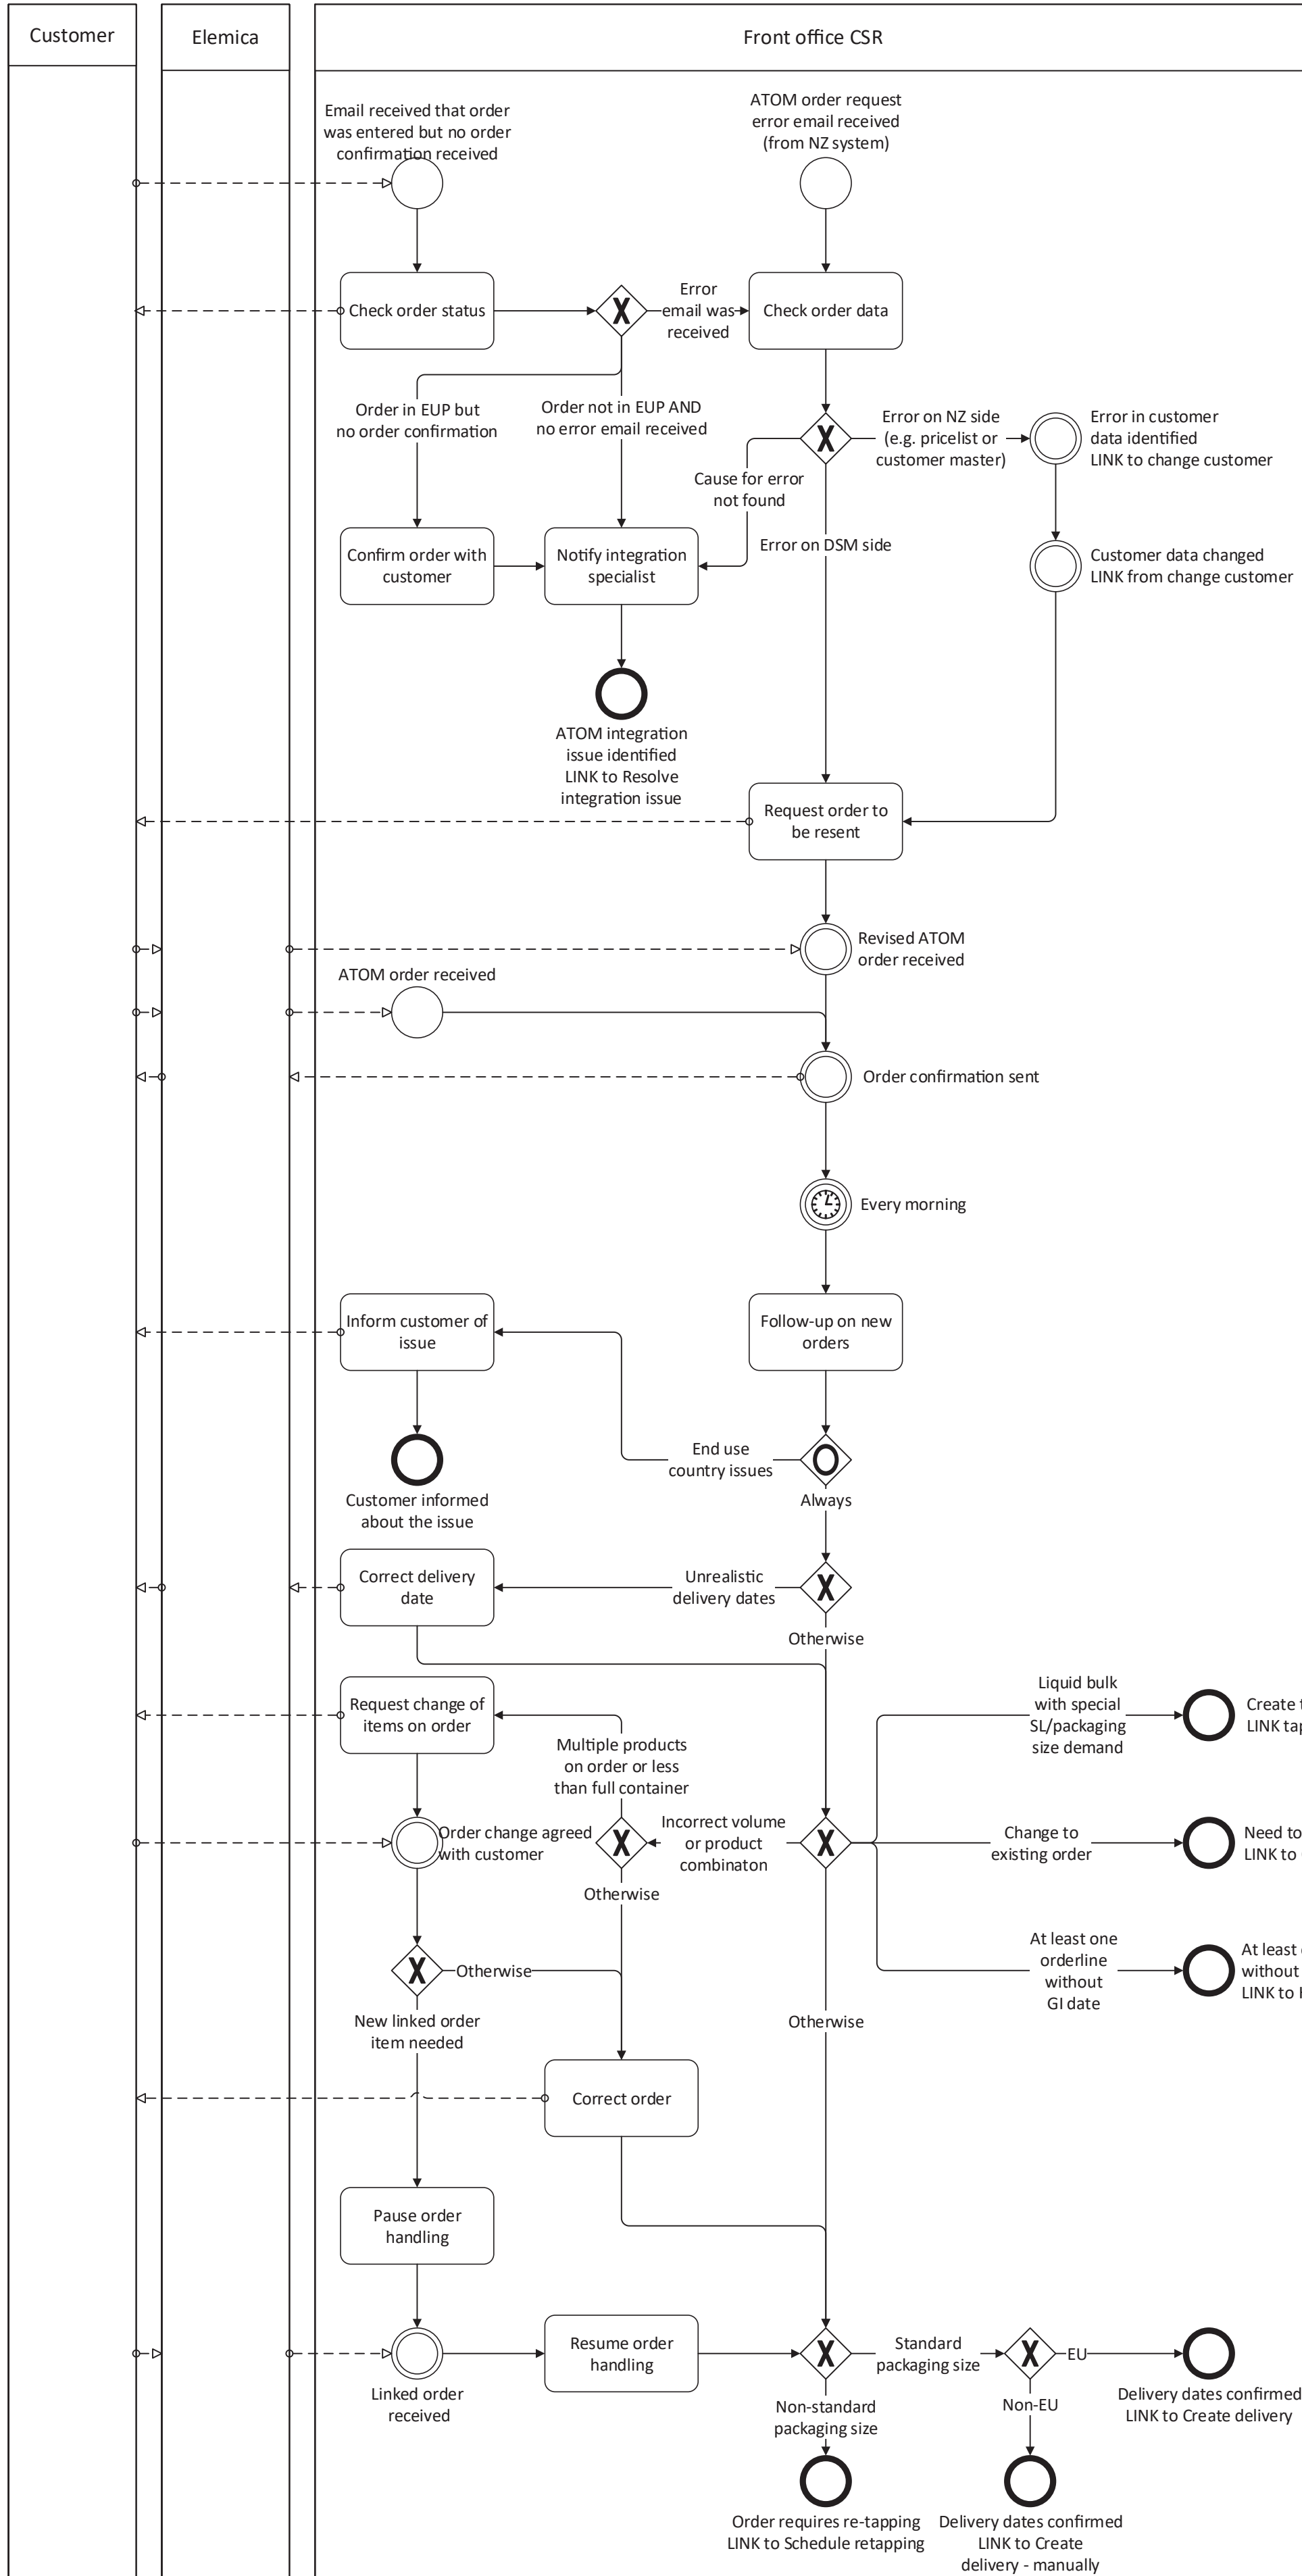 Customer
Elemica
Front office CSR
Email received that order
was entered but no order
confirmation received
ATOM order request
error email received
(from NZ system)
Check order status
Error
email was
received
Check order data
Order in EUP but
no order confirmation
Order not in EUP AND
no error email received
Error on NZ side
(e.g. pricelist or
customer master)
Error in customer
data identified
LINK to change customer
Cause for error
not found
Confirm order with
customer
Notify integration
specialist
Error on DSM side
Customer data changed
LINK from change customer
ATOM integration
issue identified
LINK to Resolve
integration issue
Request order to
be resent
Revised ATOM
order received
ATOM order received
Order confirmation sent
Every morning
Inform customer of
issue
Follow-up on new
orders
End use
country issues
Always
Customer informed
about the issue
Correct delivery
date
Unrealistic
delivery dates
Otherwise
Request change of
items on order
Multiple products
on order or less
than full container
Liquid bulk
with special
SL/packaging
size demand
Create
LINK
Order change agreed
with customer
Incorrect volume
or product
combinaton
Change to
existing order
Need to
LINK to
Otherwise
Otherwise
At least one
orderline
without
GI date
At least
without
LINK to
New linked order
item needed
Otherwise
Correct order
Pause order
handling
Linked order
received
Resume order
handling
Standard
packaging size
EU
Delivery dates confirmed
LINK to Create delivery
Non-standard
packaging size
Non-EU
Order requires re-tapping
LINK to Schedule retapping
Delivery dates confirmed
LINK to Create
delivery - manually